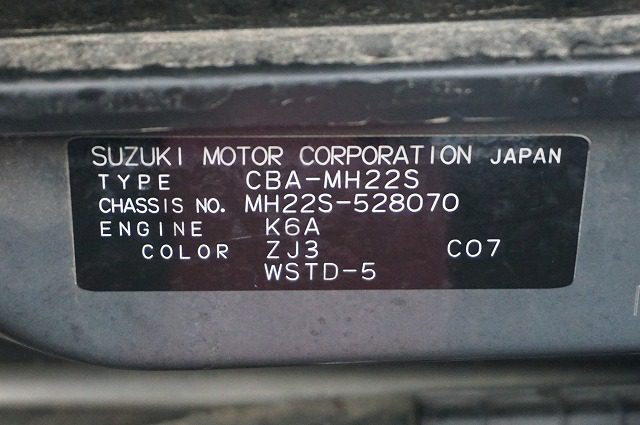 SUZUKI MOTOR CORPORATION JAPAN
TYPE CBA-MH22S
CHASSIS NO. MH22S-528070
ENGINE K6A
COLOR ZJ3 C07
WSTD-5